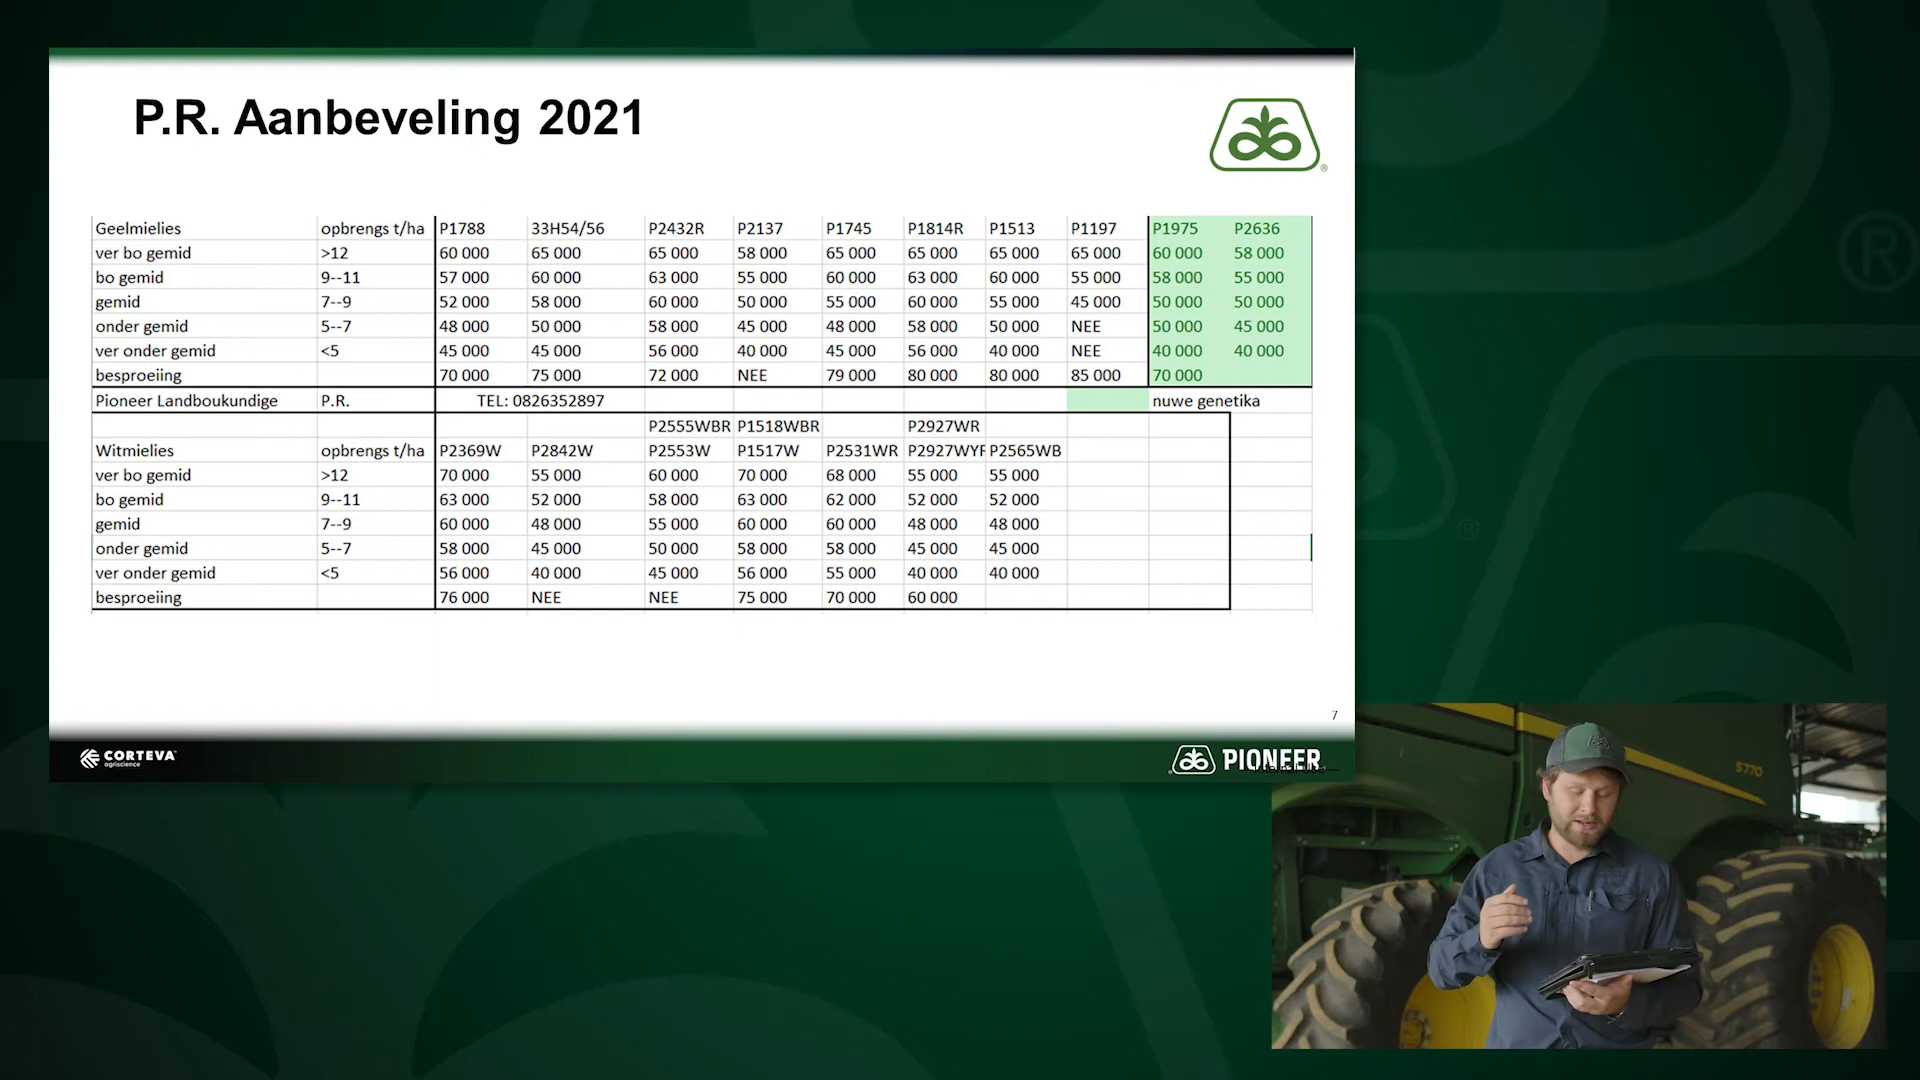 P.R. Aanbeveling 2021
Geelmielies opbrengs t/ha P1788 33H54/56 P2432R P2137 P1745 P1814R P1513 P1197 P1975 P2636
ver bo gemid >12 60 000 65 000 65 000 58 000 65 000 65 000 65 000 65 000 60 000 58 000
bo gemid 9--11 57 000 60 000 63 000 55 000 60 000 63 000 60 000 55 000 58 000 55 000
gemid 7--9 52 000 58 000 60 000 50 000 55 000 60 000 55 000 45 000 50 000 50 000
onder gemid 5--7 48 000 50 000 58 000 45 000 48 000 58 000 50 000 NEE 50 000 45 000
ver onder gemid <5 45 000 45 000 56 000 40 000 45 000 56 000 40 000 NEE 40 000 40 000
besproeiing 70 000 75 000 72 000 NEE 79 000 80 000 80 000 85 000 70 000
Pioneer Landboukundige P.R. TEL: 0826352897 nuwe genetika
P2555WBR P1518WBR P2927WR
Witmielies opbrengs t/ha P2369W P2842W P2553W P1517W P2531WR P2927WYF P2565WB
ver bo gemid >12 70 000 55 000 60 000 70 000 68 000 55 000 55 000
bo gemid 9--11 63 000 52 000 58 000 63 000 62 000 52 000 52 000
gemid 7--9 60 000 48 000 55 000 60 000 60 000 48 000 48 000
onder gemid 5--7 58 000 45 000 50 000 58 000 58 000 45 000 45 000
ver onder gemid <5 56 000 40 000 45 000 56 000 55 000 40 000 40 000
besproeiing 76 000 NEE NEE 75 000 70 000 60 000
7
CORTEVA
agriscience
PIONEER
Internal Use
S770